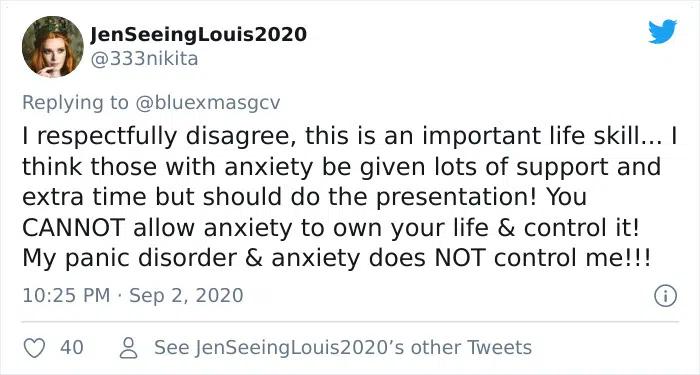 JenSeeingLouis2020
@333nikita
Replying to @bluexmasgcv
I respectfully disagree, this is an important life skill... I
think those with anxiety be given lots of support and
extra time but should do the presentation! You
CANNOT allow anxiety to own your life & control it!
My panic disorder & anxiety does NOT control me!!!
10:25 PM · Sep 2, 2020
40
See JenSeeingLouis2020’s other Tweets